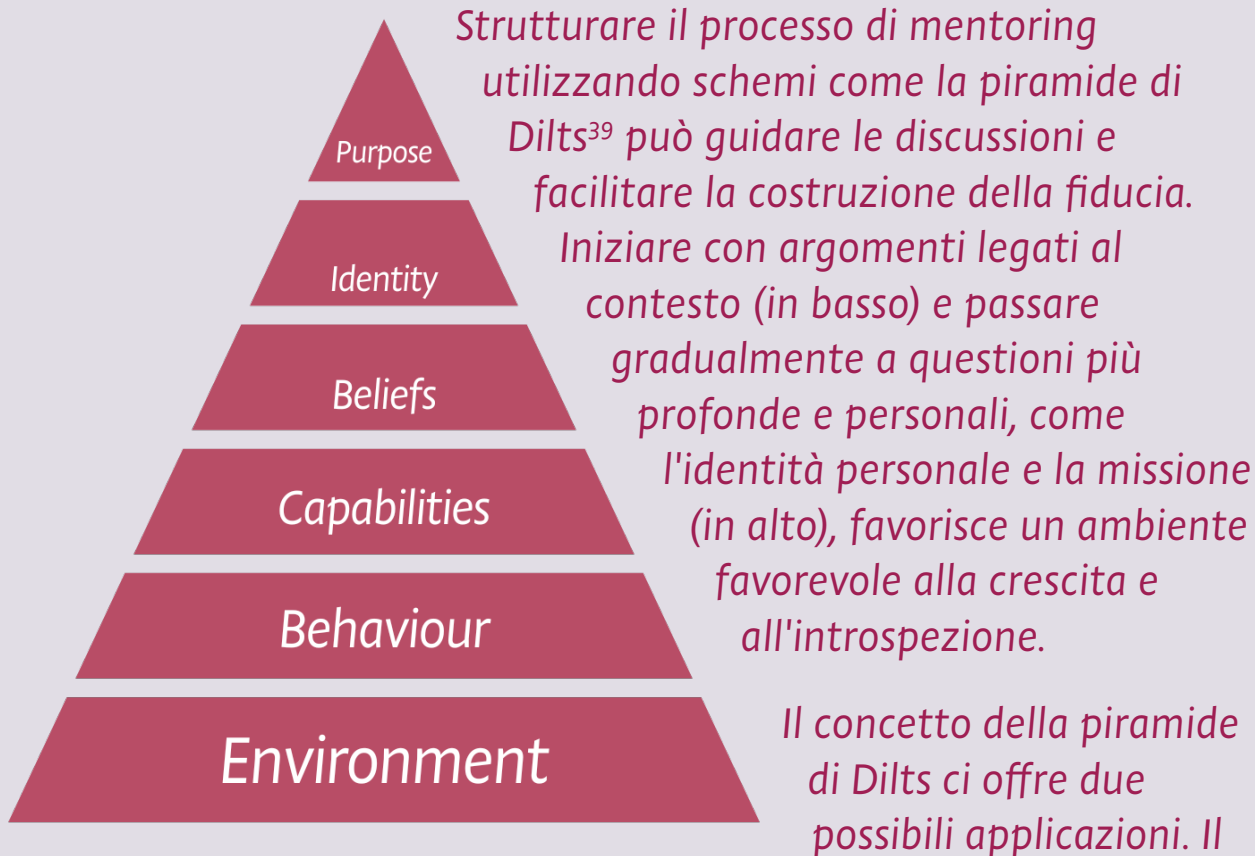 Strutturare il processo di mentoring
utilizzando schemi come la piramide di
Dilts³⁹ può guidare le discussioni e
facilitare la costruzione della fiducia.
Iniziare con argomenti legati al
contesto (in basso) e passare
gradualmente a questioni più
profonde e personali, come
l'identità personale e la missione
(in alto), favorisce un ambiente
favorevole alla crescita e
all'introspezione.
Il concetto della piramide
di Dilts ci offre due
possibili applicazioni. Il
Purpose
Identity
Beliefs
Capabilities
Behaviour
Environment